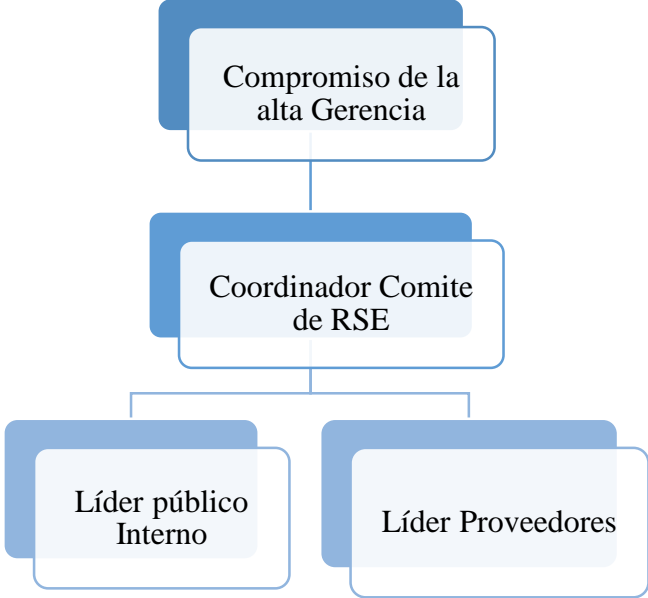 Compromiso de la
alta Gerencia
Coordinador Comite
de RSE
Líder público
Interno
Líder Proveedores